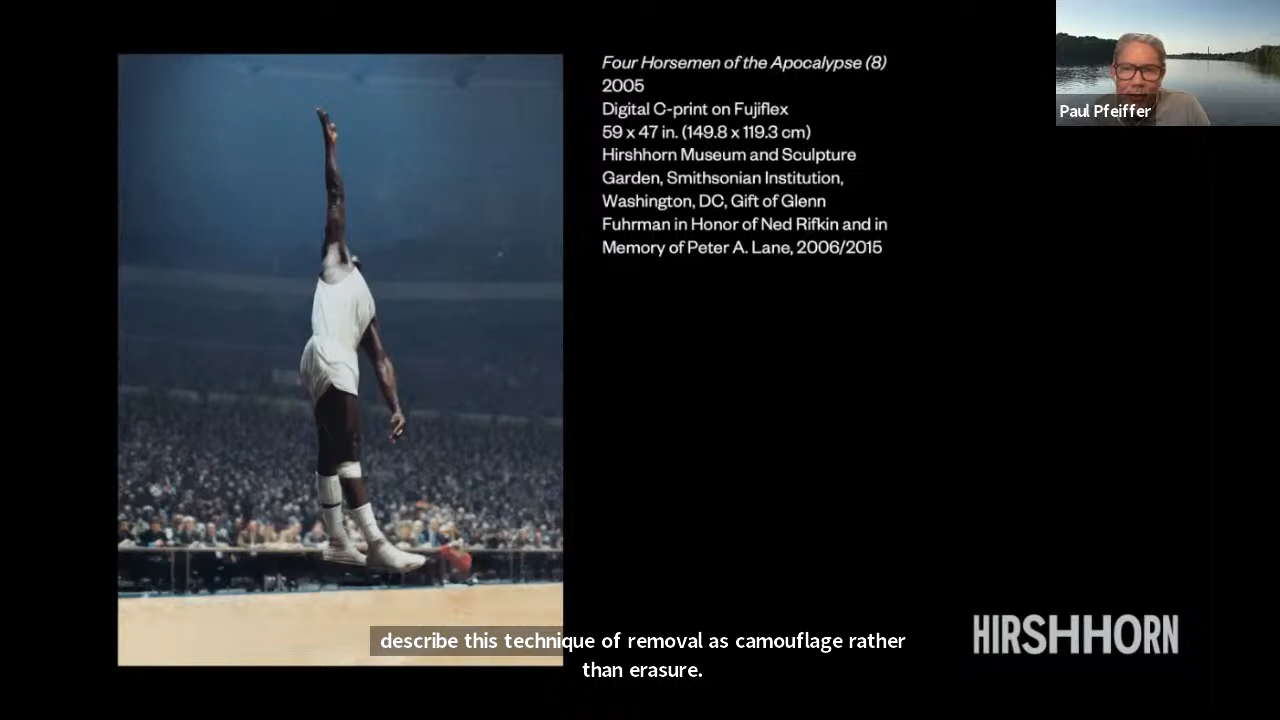 Four Horsemen of the Apocalypse (8)
2005
Digital C-print on Fujiflex
59 x 47 in. (149.8 x 119.3 cm)
Hirshhorn Museum and Sculpture
Garden, Smithsonian Institution,
Washington, DC, Gift of Glenn
Fuhrman in Honor of Ned Rifkin and in
Memory of Peter A. Lane, 2006/2015
Paul Pfeiffer
HIRSHHORN
describe this technique of removal as camouflage rather
than erasure.